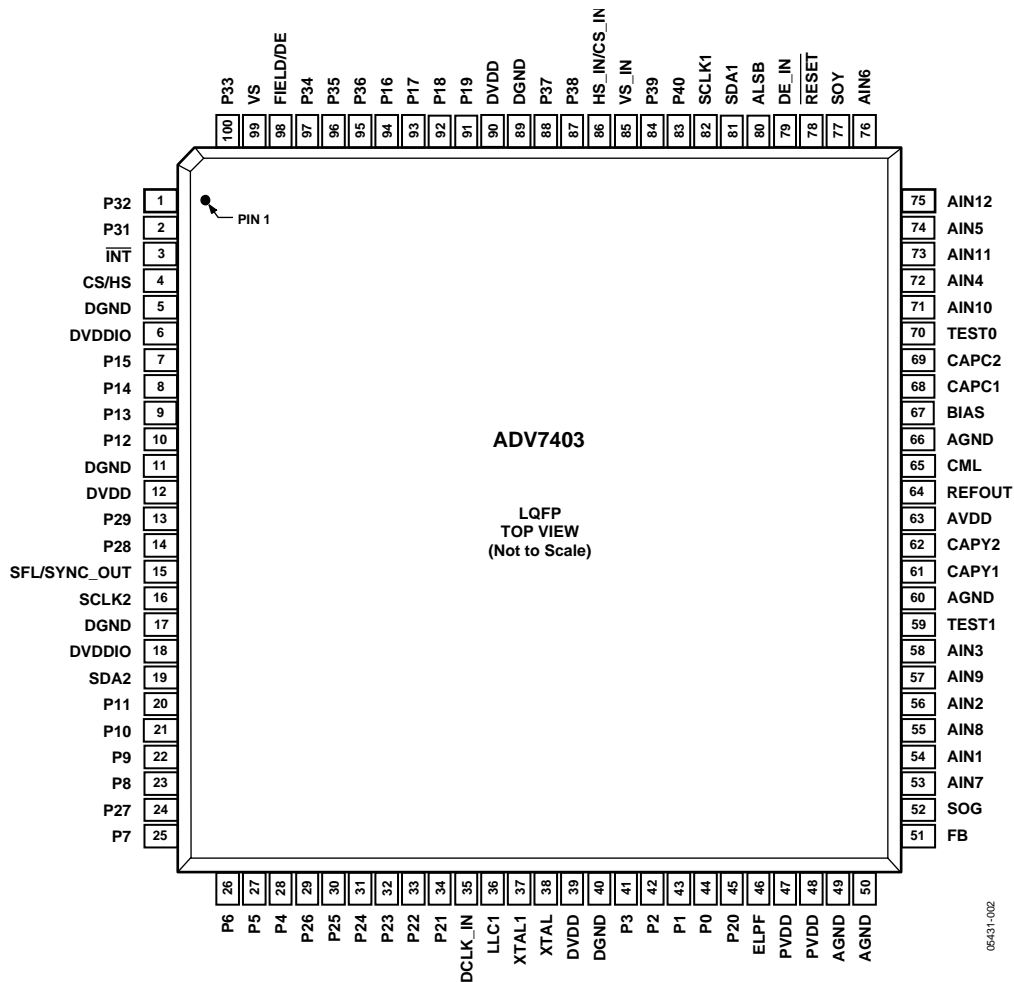 P33 VS FIELD/DE P34 P35 P36 P16 P17 P18 P19 DVDD DGND P37 P38 HS_IN/CS_IN VS_IN P39 P40 SCLK1 SDA1 ALSB DE_IN RESET SOY AIN6
100 99 98 97 96 95 94 93 92 91 90 89 88 87 86 85 84 83 82 81 80 79 78 77 76
PIN 1
P32 1
P31 2
INT 3
CS/HS 4
DGND 5
DVDDIO 6
P15 7
P14 8
P13 9
P12 10
DGND 11
DVDD 12
P29 13
P28 14
SFL/SYNC_OUT 15
SCLK2 16
DGND 17
DVDDIO 18
SDA2 19
P11 20
P10 21
P9 22
P8 23
P27 24
P7 25
ADV7403
LQFP
TOP VIEW
(Not to Scale)
75 AIN12
74 AIN5
73 AIN11
72 AIN4
71 AIN10
70 TEST0
69 CAPC2
68 CAPC1
67 BIAS
66 AGND
65 CML
64 REFOUT
63 AVDD
62 CAPY2
61 CAPY1
60 AGND
59 TEST1
58 AIN3
57 AIN9
56 AIN2
55 AIN8
54 AIN1
53 AIN7
52 SOG
51 FB
26 27 28 29 30 31 32 33 34 35 36 37 38 39 40 41 42 43 44 45 46 47 48 49 50
P6 P5 P4 P26 P25 P24 P23 P22 P21 DCLK_IN LLC1 XTAL1 XTAL DVDD DGND P3 P2 P1 P0 P20 ELPF PVDD PVDD AGND AGND
05431-002